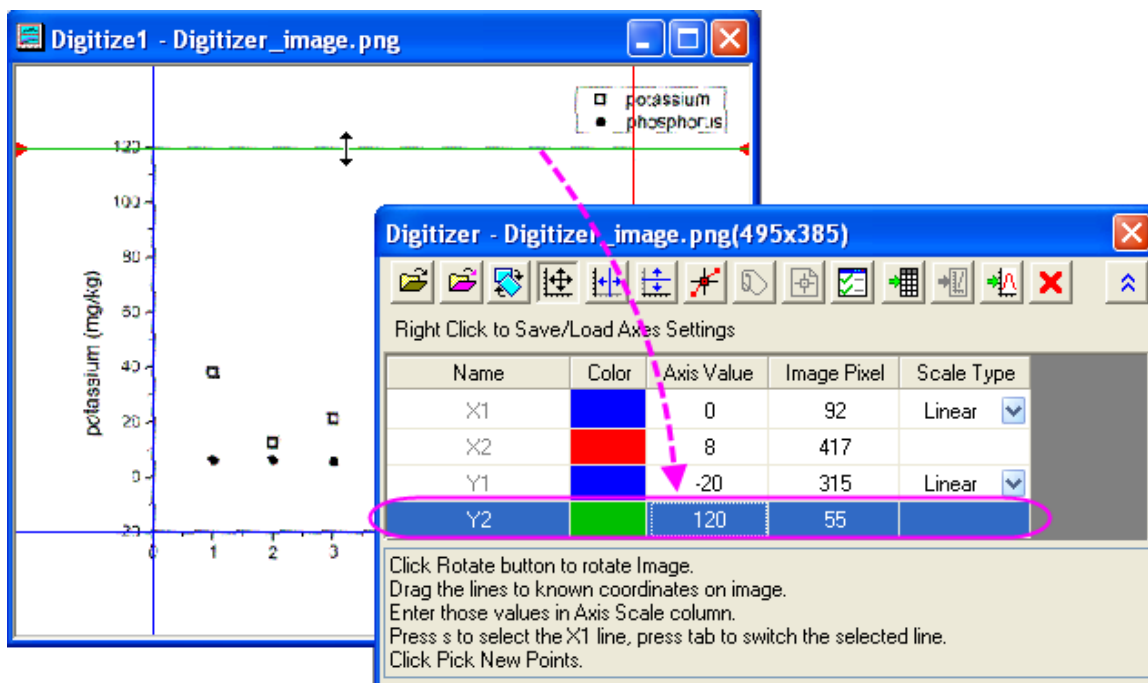 Digitize1 - Digitizer_image.png
potassium
phosphorus
120
100
80
60
40
20
0
-20
potassium (mg/kg)
0 1 2 3
Digitizer - Digitizer_image.png(495x385)
Right Click to Save/Load Axes Settings
Name Color Axis Value Image Pixel Scale Type
X1 0 92 Linear
X2 8 417
Y1 -20 315 Linear
Y2 120 55
Click Rotate button to rotate Image.
Drag the lines to known coordinates on image.
Enter those values in Axis Scale column.
Press s to select the X1 line, press tab to switch the selected line.
Click Pick New Points.